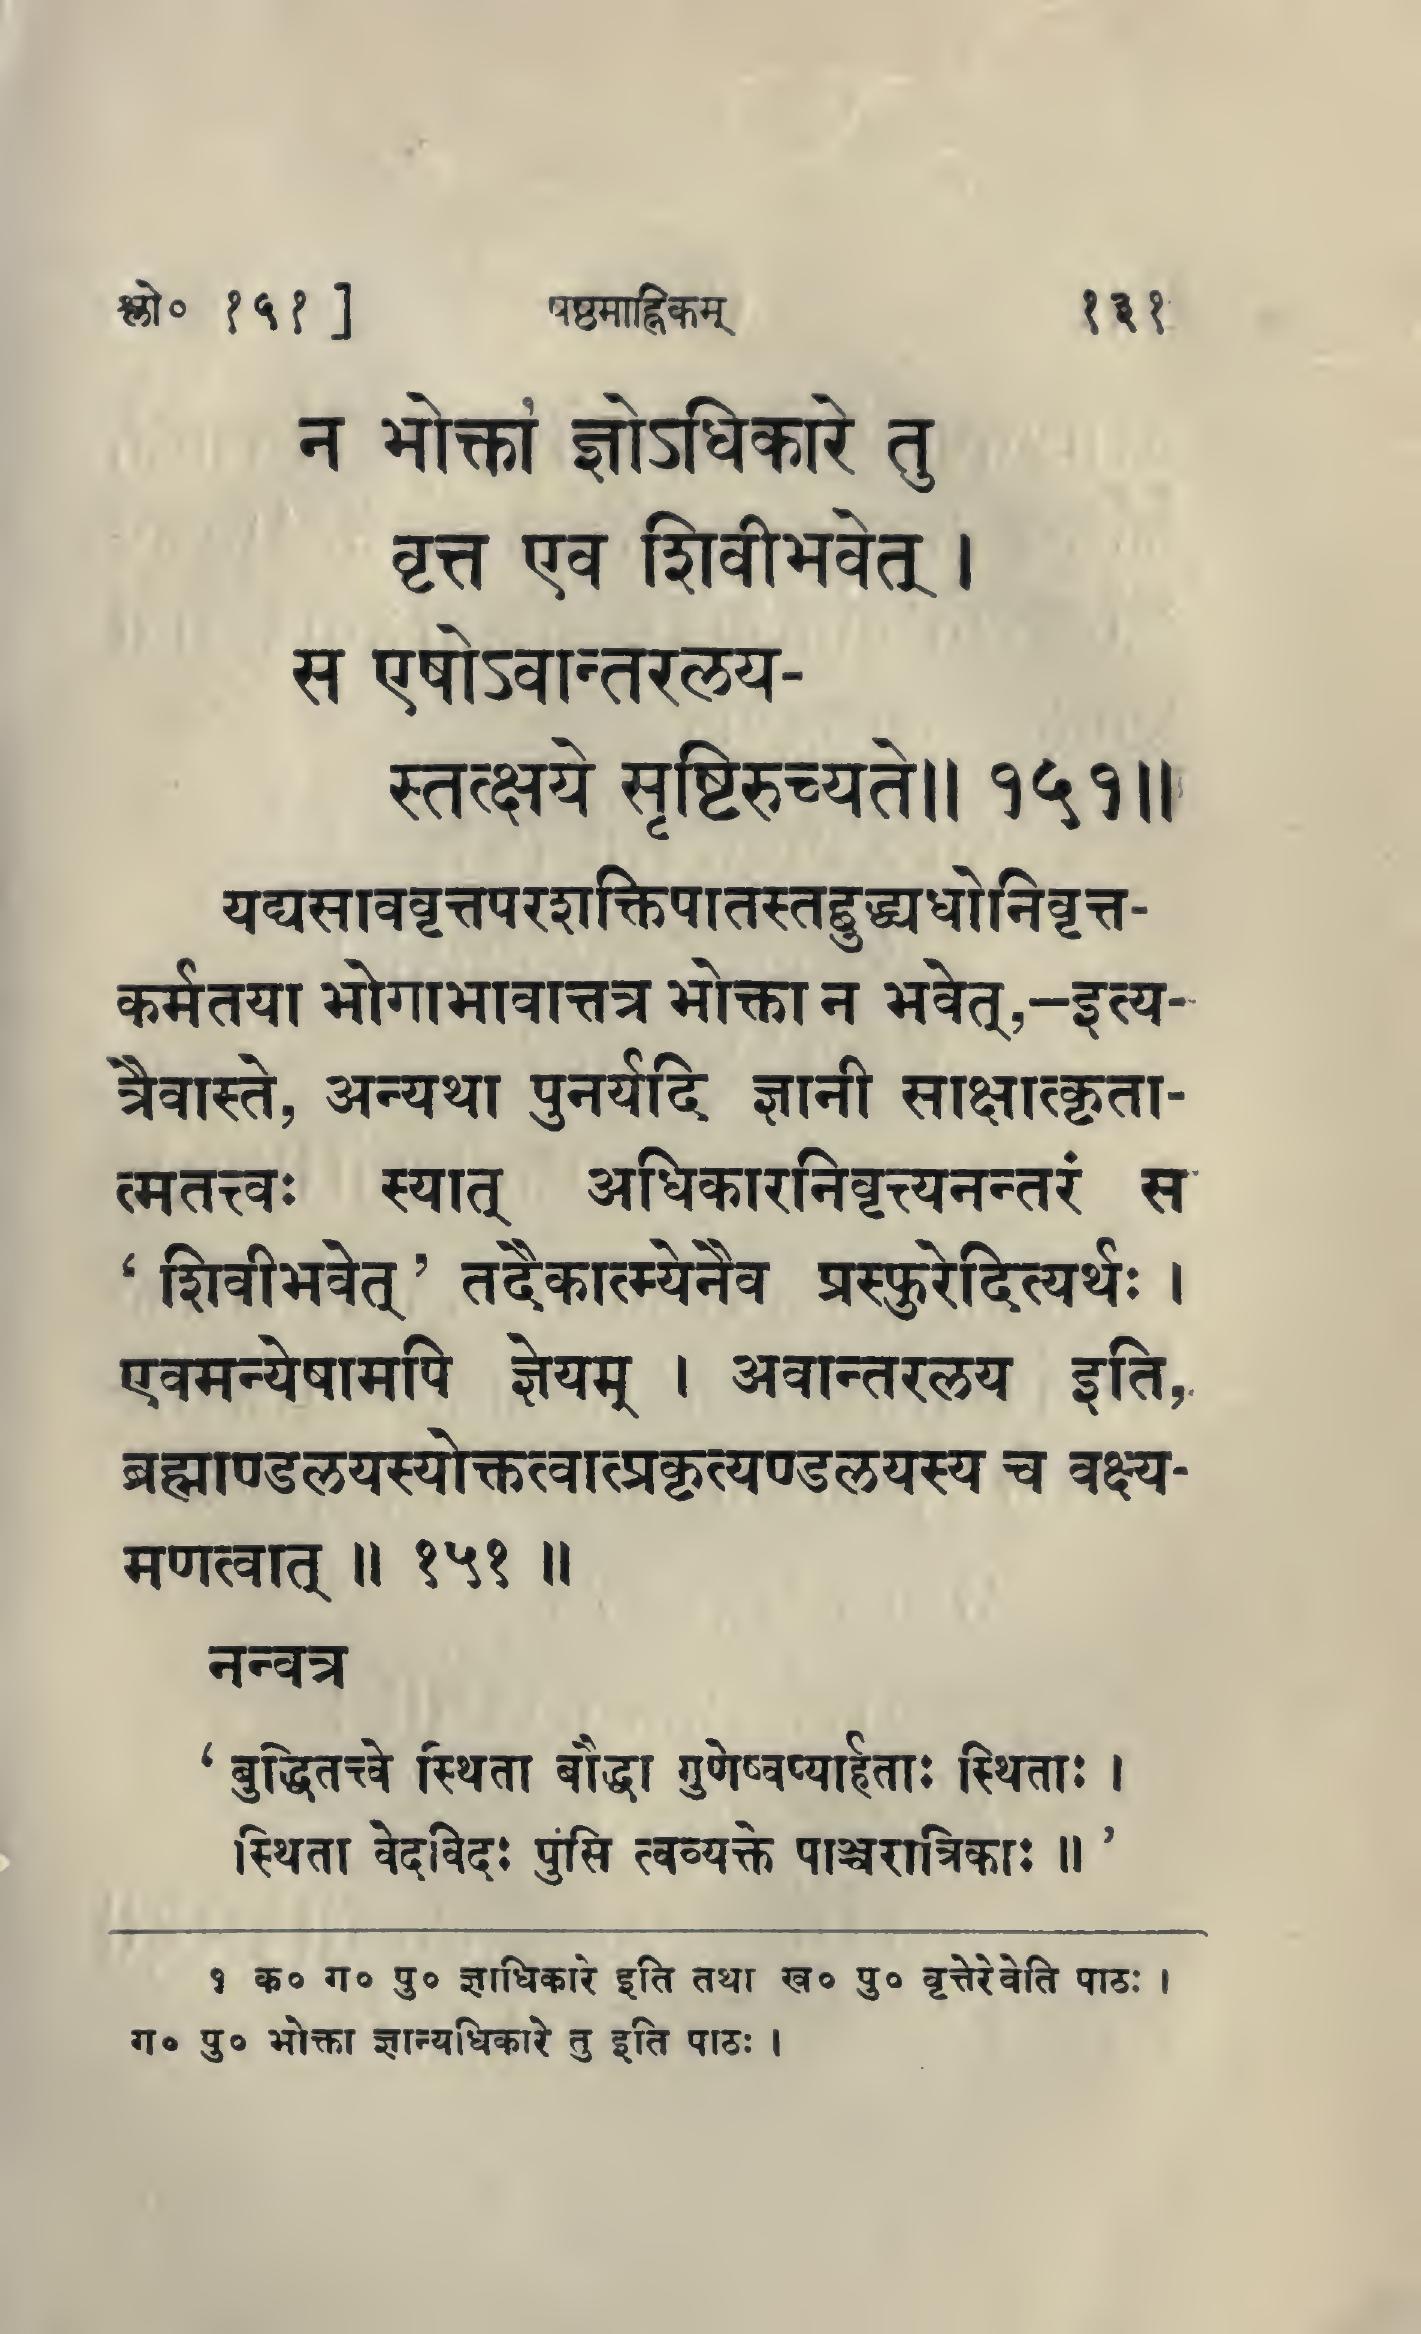 श्लो० १५१ ] षष्ठमाह्निकम् १३१
न भोक्ता१ ज्ञोऽधिकारे तु
वृत्त एव शिवीभवेत् ।
स एषोऽवान्तरलय-
स्तत्क्षये सृष्टिरुच्यते॥ १५१॥
यद्यसाववृत्तपरशक्तिपातस्तद्बुद्ध्यधोनिवृत्त-
कर्मतया भोगाभावात्तत्र भोक्ता न भवेत्,—इत्य-
त्रैवास्ते, अन्यथा पुनर्यदि ज्ञानी साक्षात्कृता-
त्मतत्त्वः स्यात् अधिकारनिवृत्त्यनन्तरं स
‘ शिवीभवेत् ’ तदैकात्म्येनैव प्रस्फुरेदित्यर्थः ।
एवमन्येषामपि ज्ञेयम् । अवान्तरलय इति,
ब्रह्माण्डलयस्योक्तत्वात्प्रकृत्यण्डलयस्य च वक्ष्य-
मणत्वात् ॥ १५१ ॥
नन्वत्र
‘ बुद्धितत्त्वे स्थिता बौद्धा गुणेष्वप्यार्हताः स्थिताः ।
स्थिता वेदविदः पुंसि त्वव्यक्ते पाञ्चरात्रिकाः ॥ ’
१ क० ग० पु० ज्ञाधिकारे इति तथा ख० पु० वृत्तेरेवेति पाठः ।
ग० पु० भोक्ता ज्ञान्यधिकारे तु इति पाठः ।